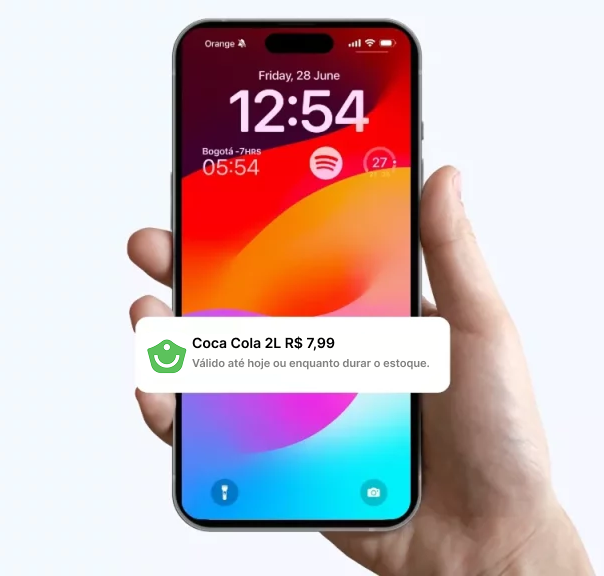 Orange
Friday, 28 June
12:54
Bogotá -7HRS
05:54
27
Coca Cola 2L R$ 7,99
Válido até hoje ou enquanto durar o estoque.